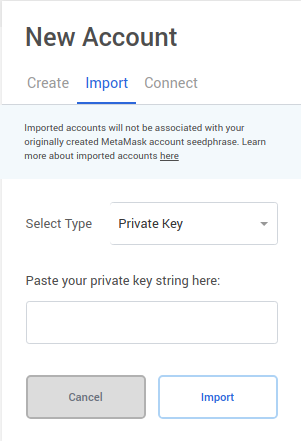 New Account
Create Import Connect
Imported accounts will not be associated with your
originally created MetaMask account seedphrase. Learn
more about imported accounts here
Select Type Private Key
Paste your private key string here:
Cancel Import